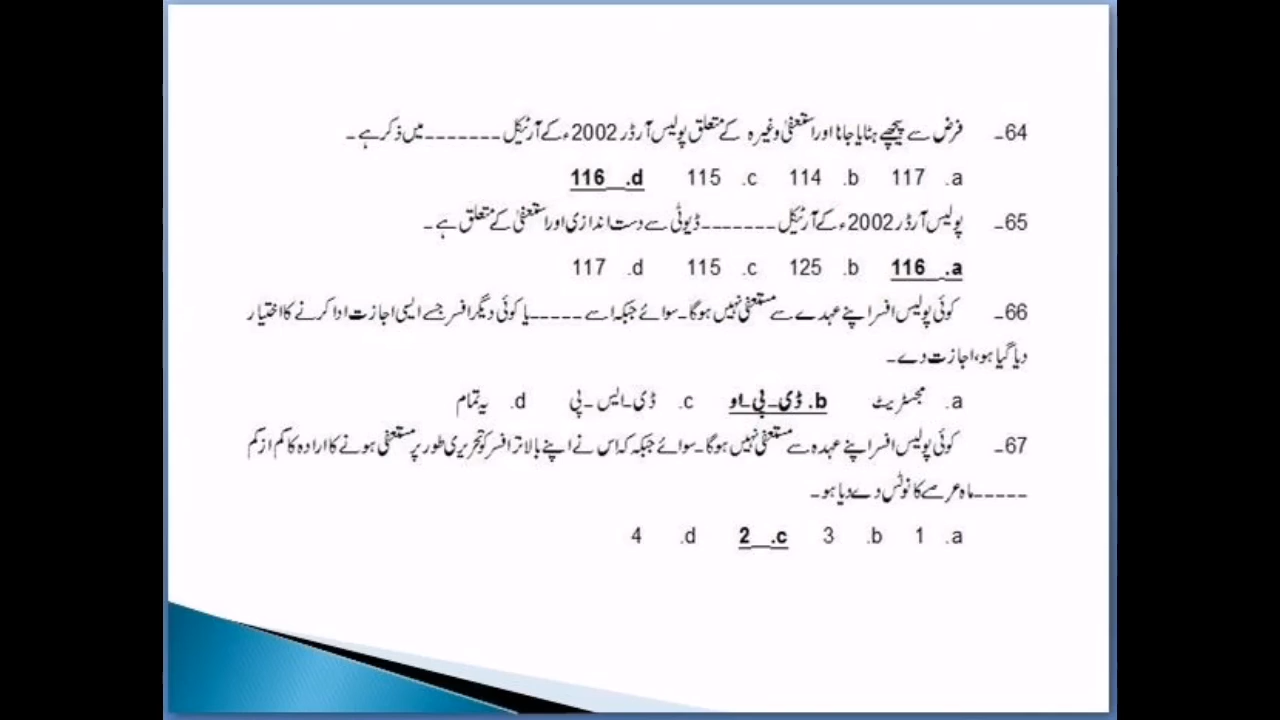 64۔ فرض سے پیچھے ہٹایا جانا اور استعفیٰ وغیرہ کے متعلق پولیس آرڈر 2002ء کے آرٹیکل ------- میں ذکر ہے۔
a. 117 b. 114 c. 115 d. 116
65۔ پولیس آرڈر 2002ء کے آرٹیکل ------- ڈیوٹی سے دست اندازی اور استعفیٰ کے متعلق ہے۔
a. 116 b. 125 c. 115 d. 117
66۔ کوئی پولیس افسر اپنے عہدے سے مستعفی نہیں ہوگا۔ سوائے جبکہ اسے ----- یا کوئی دیگر افسر جسے ایسی اجازت ادا کرنے کا اختیار
دیا گیا ہو، اجازت دے۔
a. مجسٹریٹ b. ڈی۔پی۔او c. ڈی۔ایس۔پی d. یہ تمام
67۔ کوئی پولیس افسر اپنے عہدہ سے مستعفی نہیں ہوگا۔ سوائے جبکہ کہ اس نے اپنے بالاتر افسر کو تحریری طور پر مستعفی ہونے کا ارادہ کا کم از کم
----- ماہ عرصے کا نوٹس دے دیا ہو۔
a. 1 b. 3 c. 2 d. 4